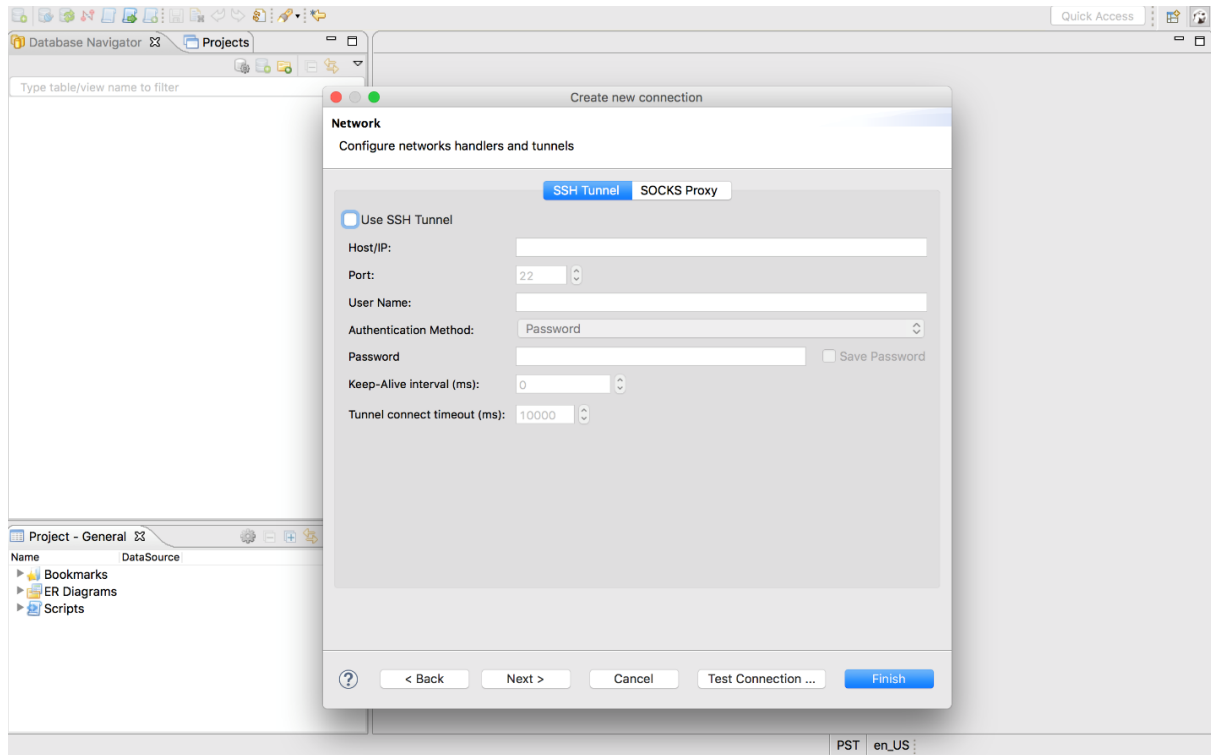 Quick Access
Database Navigator Projects
Type table/view name to filter
Create new connection
Network
Configure networks handlers and tunnels
SSH Tunnel SOCKS Proxy
Use SSH Tunnel
Host/IP:
Port: 22
User Name:
Authentication Method: Password
Password Save Password
Keep-Alive interval (ms): 0
Tunnel connect timeout (ms): 10000
Project - General
Name DataSource
Bookmarks
ER Diagrams
Scripts
? < Back Next > Cancel Test Connection ... Finish
PST en_US